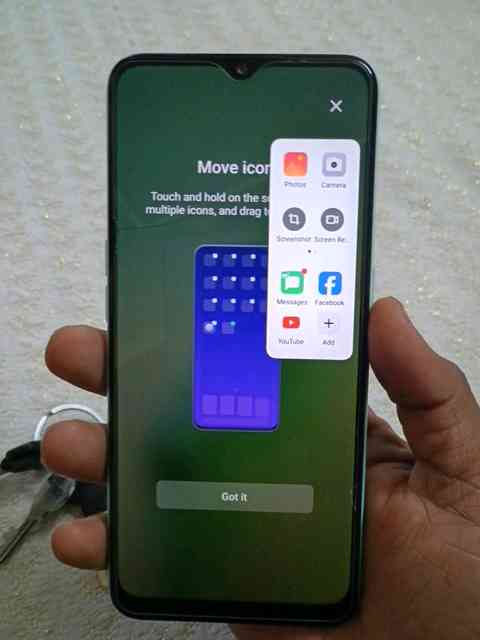 Move icon
Touch and hold on the sc
multiple icons, and drag t
Photos Camera
Screenshot Screen Re...
Messages Facebook
YouTube Add
Got it